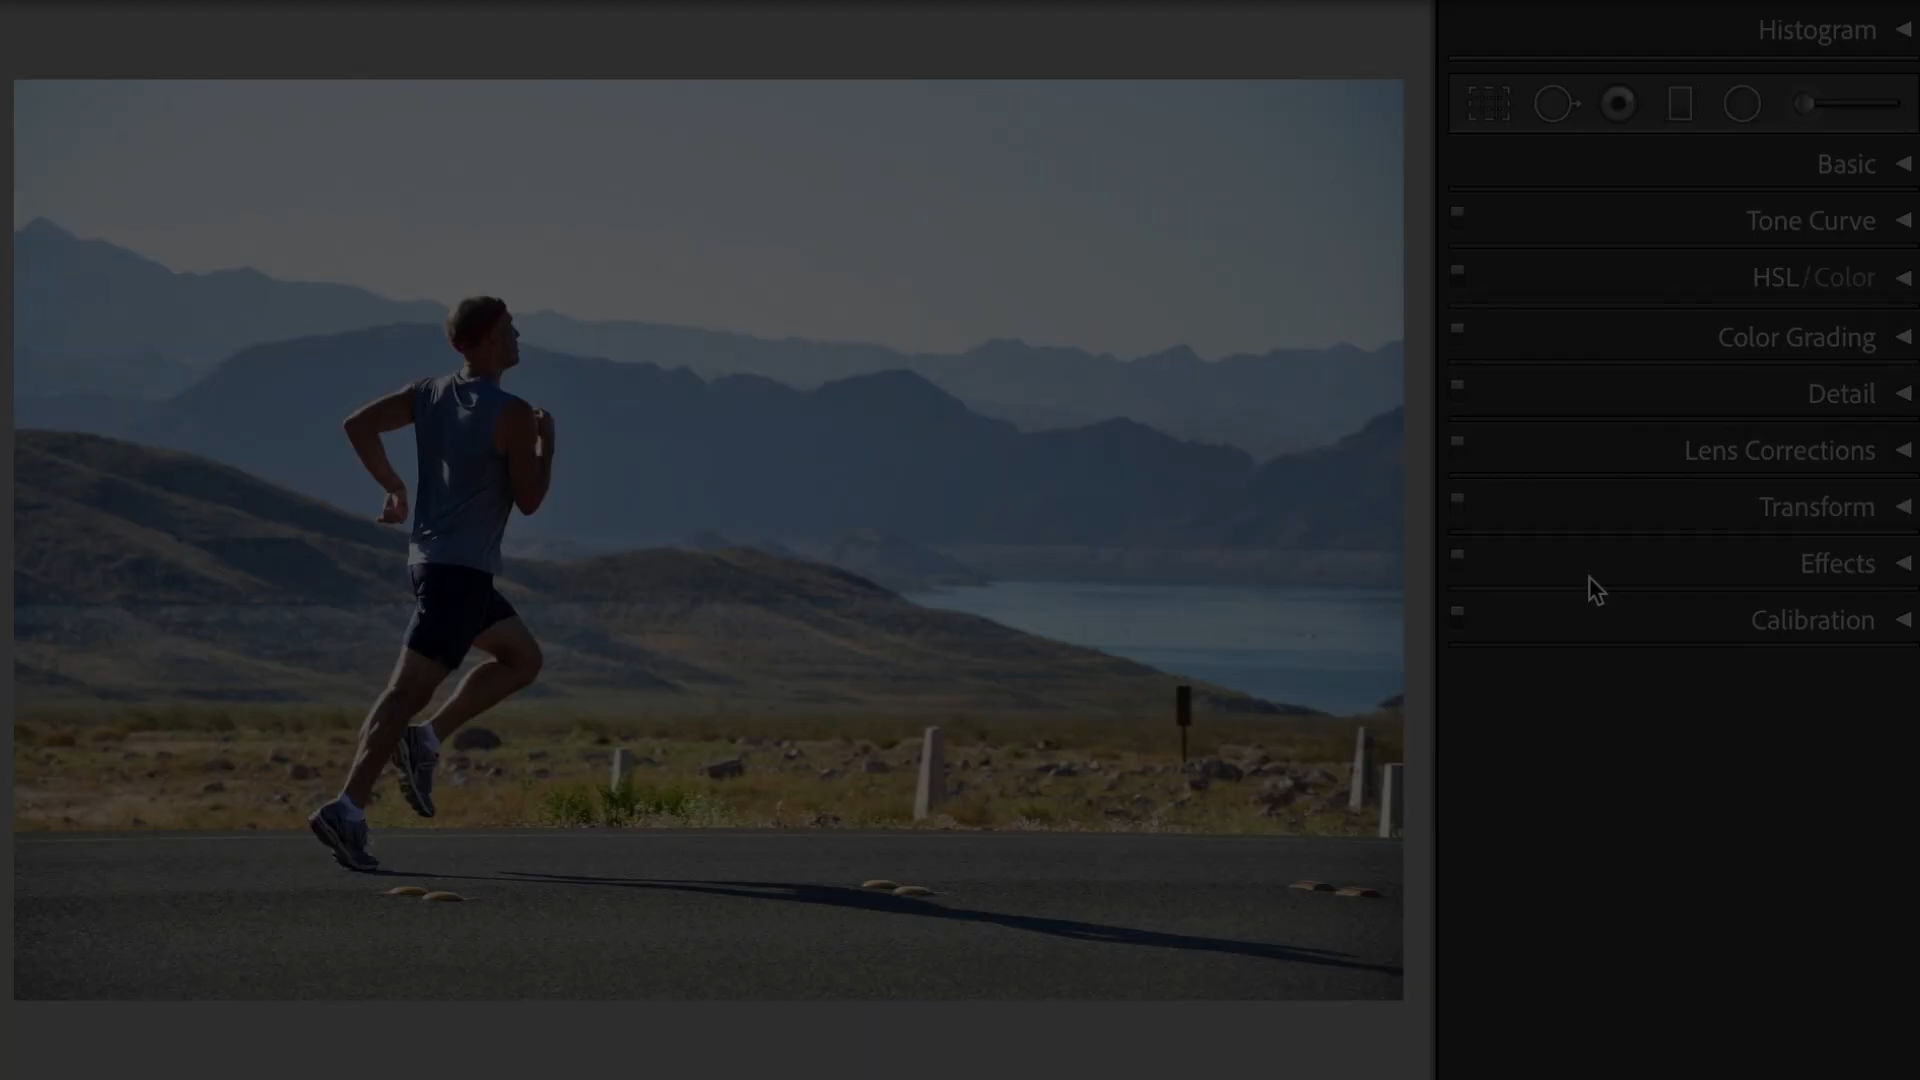 Histogram
Basic
Tone Curve
HSL / Color
Color Grading
Detail
Lens Corrections
Transform
Effects
Calibration